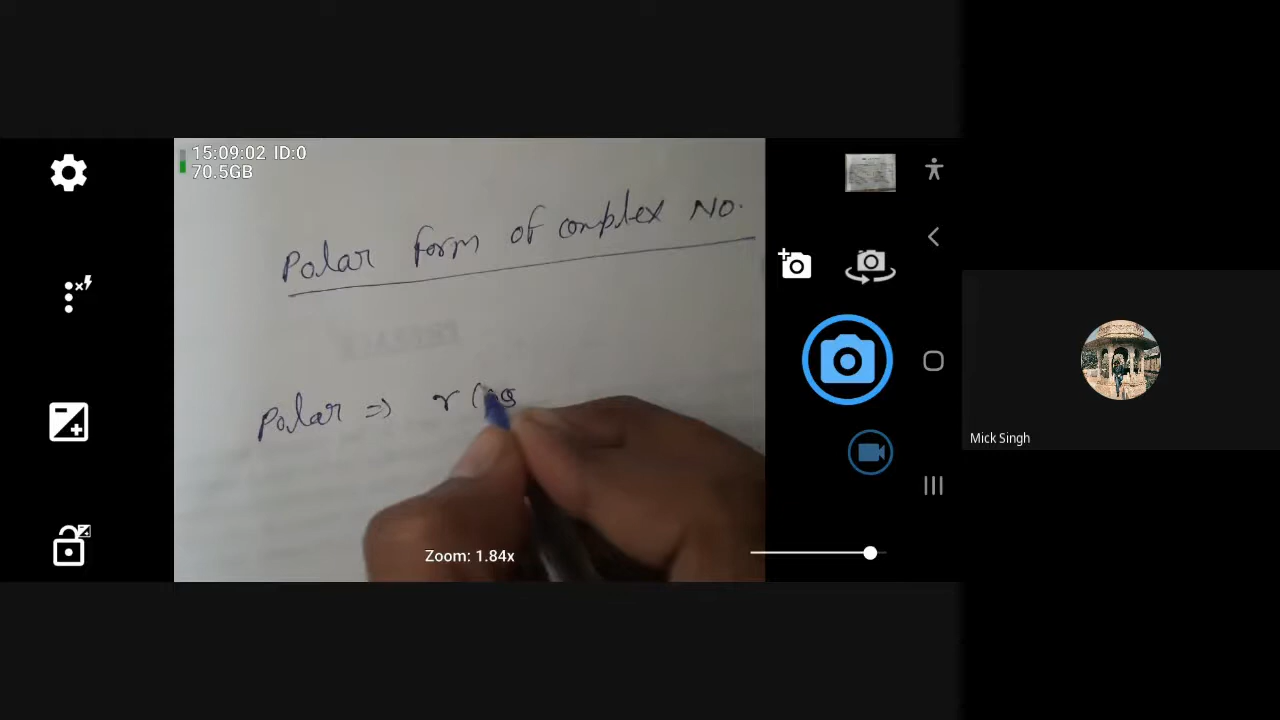 15:09:02 ID:0
70.5GB
Polar form of complex No.
Polar => r (cos
Zoom: 1.84x
Mick Singh